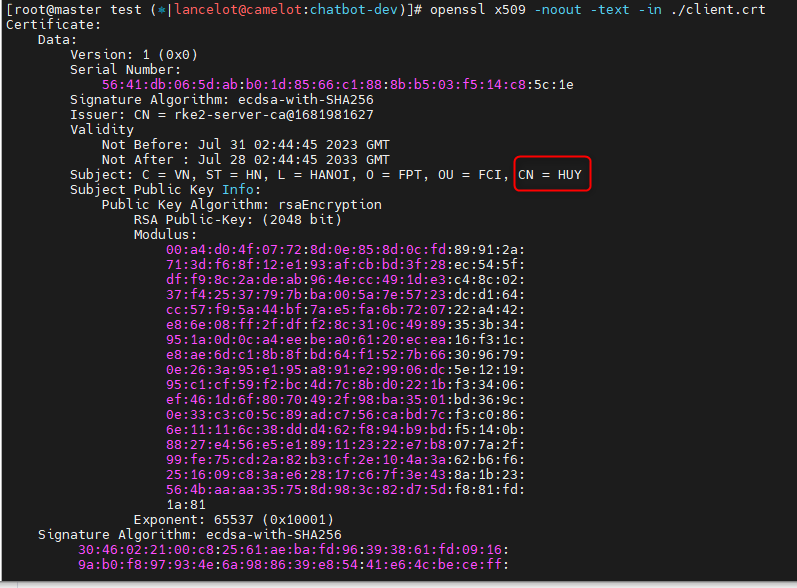 [root@master test (*|lancelot@camelot:chatbot-dev)]# openssl x509 -noout -text -in ./client.crt
Certificate:
Data:
Version: 1 (0x0)
Serial Number:
56:41:db:06:5d:ab:b0:1d:85:66:c1:88:8b:b5:03:f5:14:c8:5c:1e
Signature Algorithm: ecdsa-with-SHA256
Issuer: CN = rke2-server-ca@1681981627
Validity
Not Before: Jul 31 02:44:45 2023 GMT
Not After : Jul 28 02:44:45 2033 GMT
Subject: C = VN, ST = HN, L = HANOI, O = FPT, OU = FCI, CN = HUY
Subject Public Key Info:
Public Key Algorithm: rsaEncryption
RSA Public-Key: (2048 bit)
Modulus:
00:a4:d0:4f:07:72:8d:0e:85:8d:0c:fd:89:91:2a:
71:3d:f6:8f:12:e1:93:af:cb:bd:3f:28:ec:54:5f:
df:f9:8c:2a:de:ab:96:4e:cc:49:1d:e3:c4:8c:02:
37:f4:25:37:79:7b:ba:00:5a:7e:57:23:dc:d1:64:
cc:57:f9:5a:44:bf:7a:e5:fa:6b:72:07:22:a4:42:
e8:6e:08:ff:2f:df:f2:8c:31:0c:49:89:35:3b:34:
95:1a:0d:0c:a4:ee:be:a0:61:20:ec:ea:16:f3:1c:
e8:ae:6d:c1:8b:8f:bd:64:f1:52:7b:66:30:96:79:
0e:26:3a:95:e1:95:a8:91:e2:99:06:dc:5e:12:19:
95:c1:cf:59:f2:bc:4d:7c:8b:d0:22:1b:f3:34:06:
ef:46:1d:6f:80:70:49:2f:98:ba:35:01:bd:36:9c:
0e:33:c3:c0:5c:89:ad:c7:56:ca:bd:7c:f3:c0:86:
6e:11:11:6c:38:dd:d4:62:f8:94:b9:bd:f5:14:0b:
88:27:e4:56:e5:e1:89:11:23:22:e7:b8:07:7a:2f:
99:fe:75:cd:2a:82:b3:cf:2e:10:4a:3a:62:b6:f6:
25:16:09:c8:3a:e6:28:17:c6:7f:3e:43:8a:1b:23:
56:4b:aa:aa:35:75:8d:98:3c:82:d7:5d:f8:81:fd:
1a:81
Exponent: 65537 (0x10001)
Signature Algorithm: ecdsa-with-SHA256
30:46:02:21:00:c8:25:61:ae:ba:fd:96:39:38:61:fd:09:16:
9a:b0:f8:97:93:4e:6a:98:86:39:e8:54:41:e6:4c:be:ce:ff: